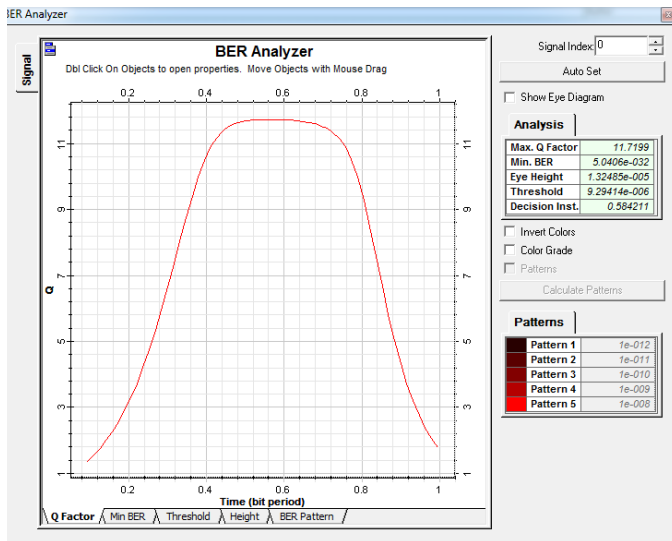 BER Analyzer
Signal
BER Analyzer
Dbl Click On Objects to open properties. Move Objects with Mouse Drag
0.2 0.4 0.6 0.8 1
11 11
9 9
7 7
Q
5 5
3 3
1 1
0.2 0.4 0.6 0.8 1
Time (bit period)
Q Factor Min BER Threshold Height BER Pattern
Signal Index: 0
Auto Set
Show Eye Diagram
Analysis
Max. Q Factor 11.7199
Min. BER 5.0406e-032
Eye Height 1.32485e-005
Threshold 9.29414e-006
Decision Inst. 0.584211
Invert Colors
Color Grade
Patterns
Calculate Patterns
Patterns
Pattern 1 1e-012
Pattern 2 1e-011
Pattern 3 1e-010
Pattern 4 1e-009
Pattern 5 1e-008